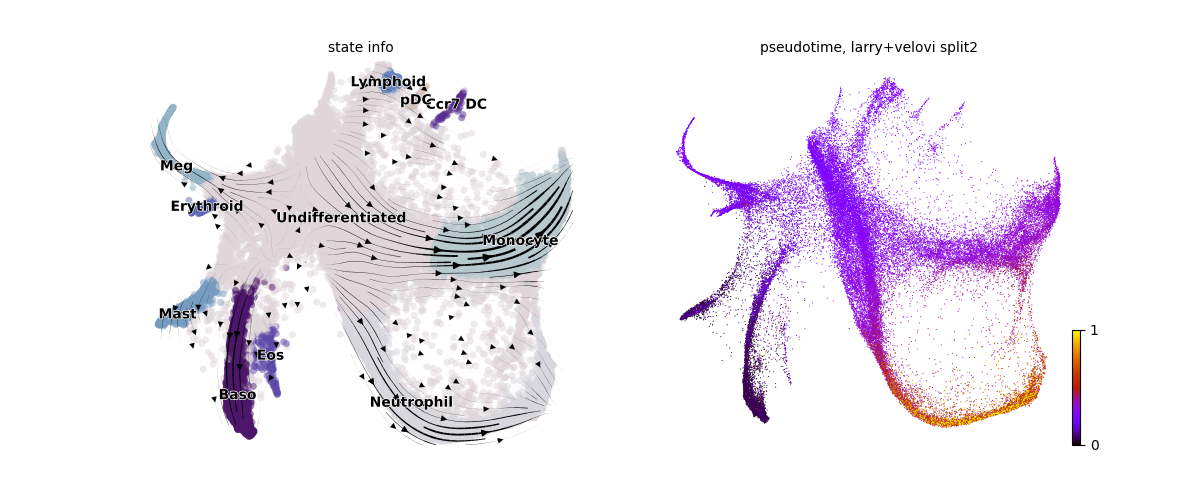 state info
pseudotime, larry+velovi split2
Lymphoid
pDC
Ccr7 DC
Meg
Erythroid
Undifferentiated
Monocyte
Mast
Eos
Baso
Neutrophil
1
0